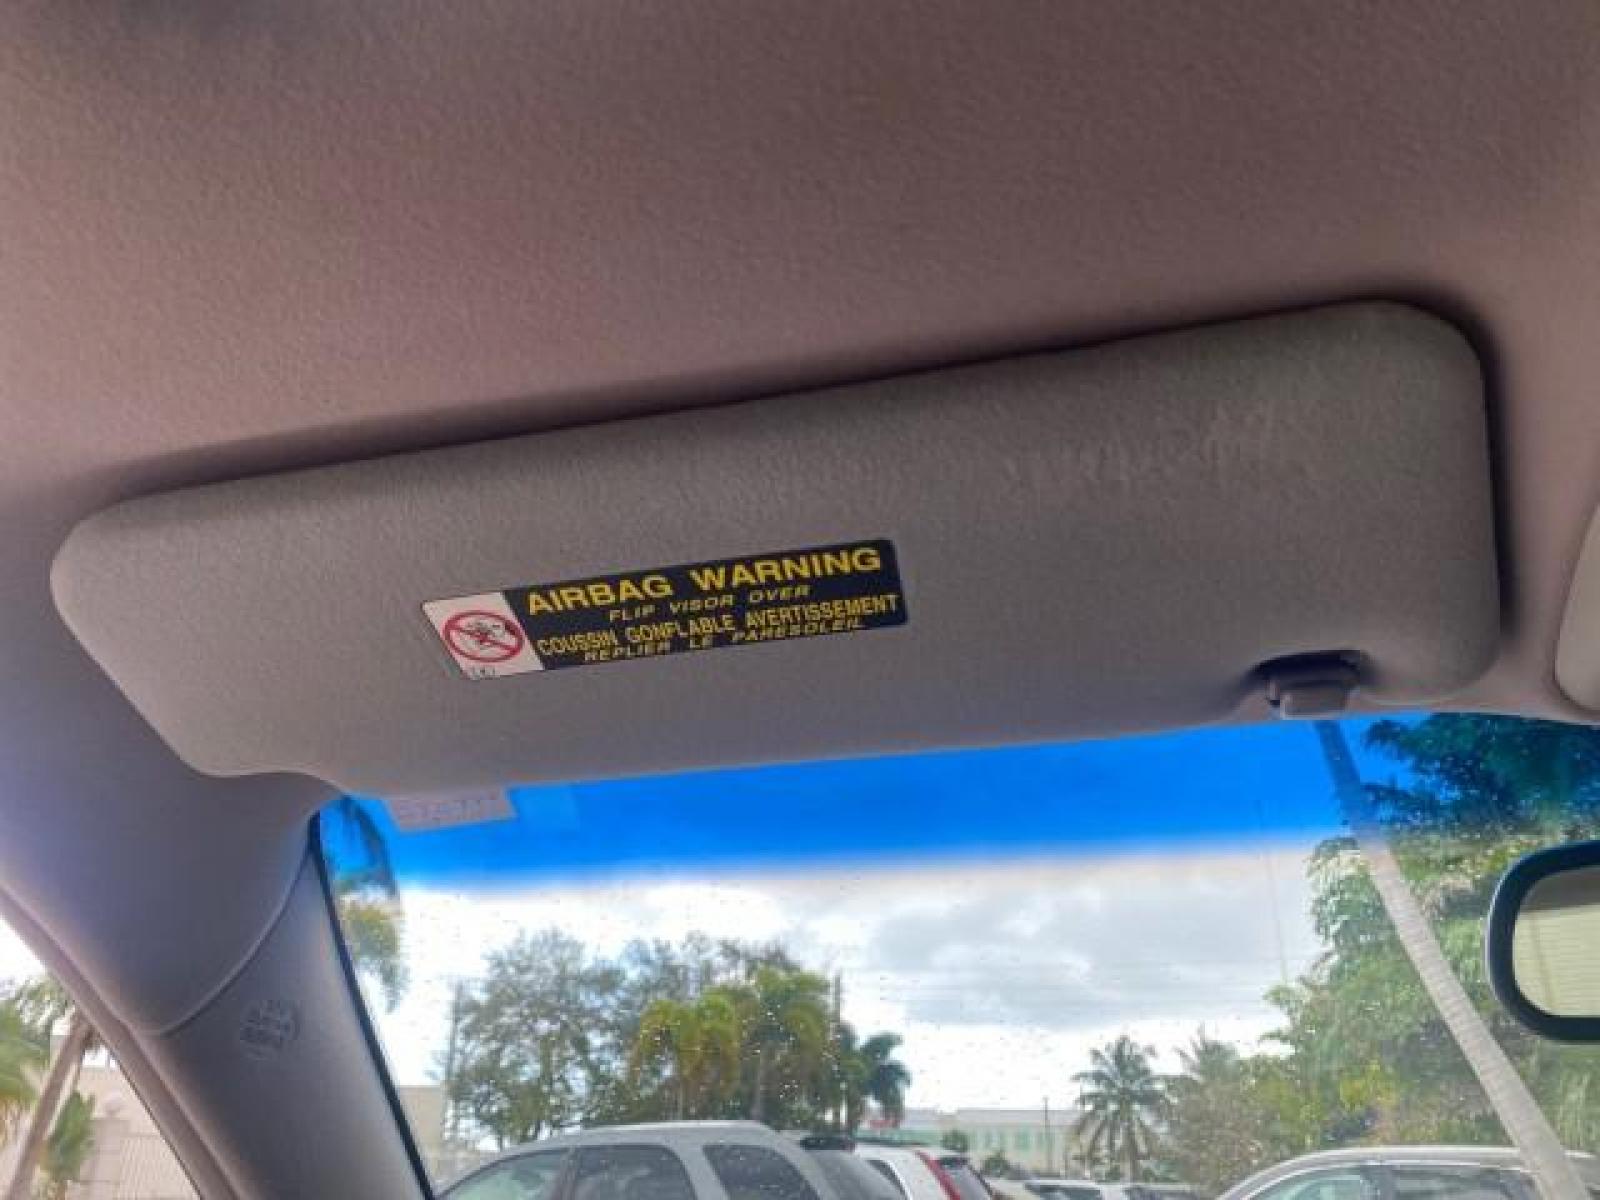 AIRBAG WARNING
FLIP VISOR OVER
COUSSIN GONFLABLE AVERTISSEMENT
REPLIER LE PARESOLEIL